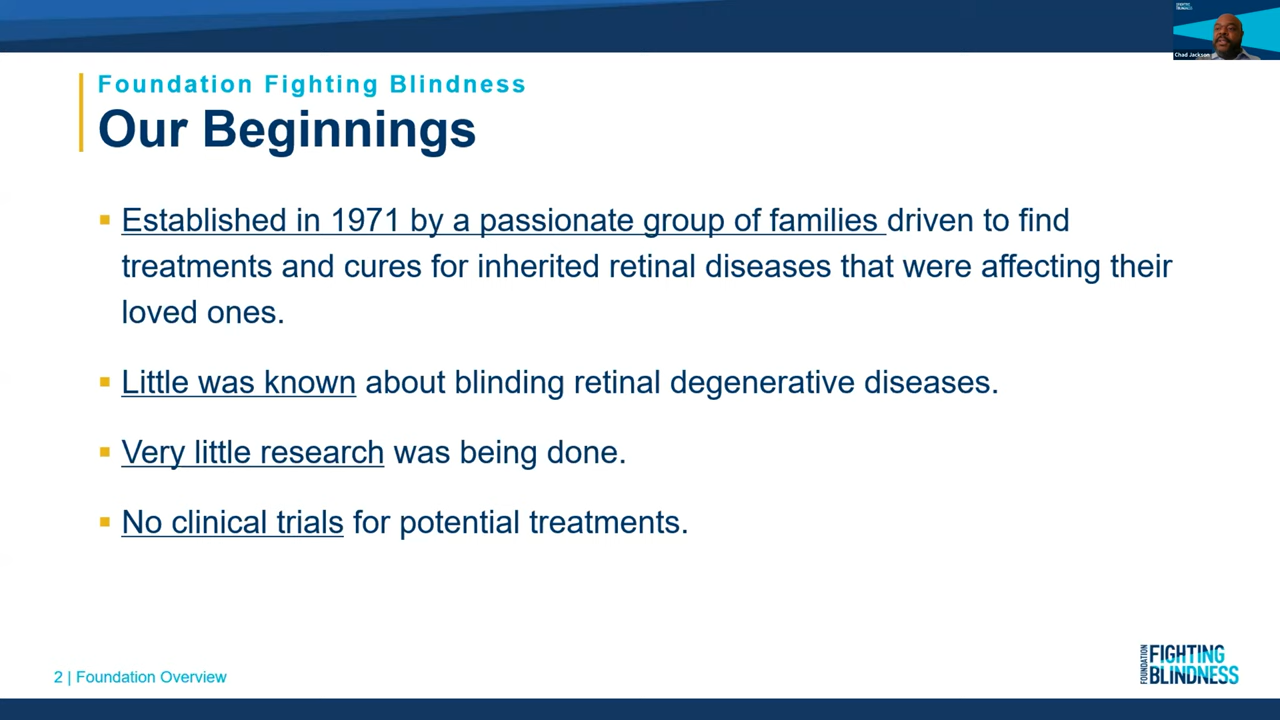 Foundation Fighting Blindness
Our Beginnings
Established in 1971 by a passionate group of families driven to find
treatments and cures for inherited retinal diseases that were affecting their
loved ones.
Little was known about blinding retinal degenerative diseases.
Very little research was being done.
No clinical trials for potential treatments.
2 | Foundation Overview
FOUNDATION
FIGHTING
BLINDNESS
Chad Jackson